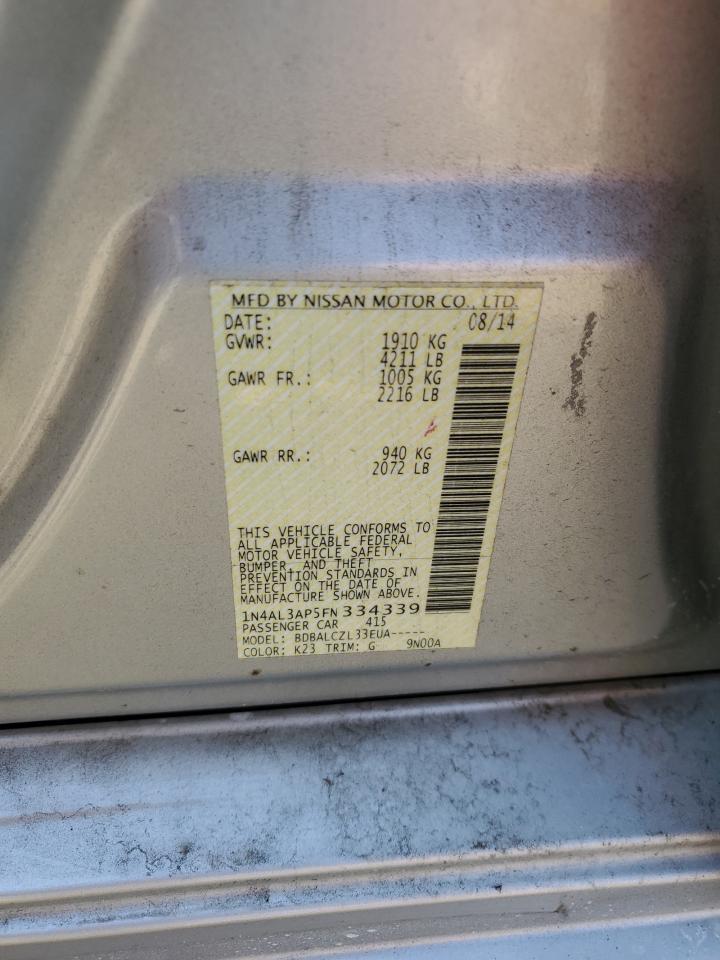 MFD BY NISSAN MOTOR CO., LTD.
DATE: 08/14
GVWR: 1910 KG
4211 LB
GAWR FR.: 1005 KG
2216 LB
GAWR RR.: 940 KG
2072 LB
THIS VEHICLE CONFORMS TO
ALL APPLICABLE FEDERAL
MOTOR VEHICLE SAFETY,
BUMPER, AND THEFT
PREVENTION STANDARDS IN
EFFECT ON THE DATE OF
MANUFACTURE SHOWN ABOVE.
1N4AL3AP5FN334339
PASSENGER CAR 415
MODEL: BDBALCZL33EUA-----
COLOR: K23 TRIM: G 9N00A